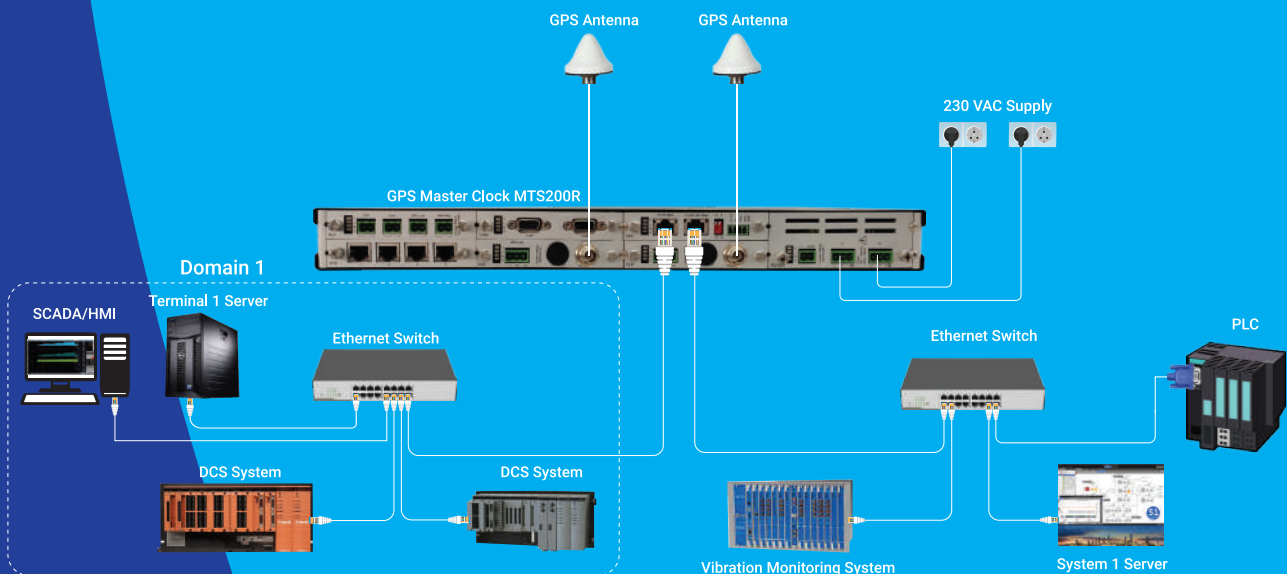 GPS Antenna
GPS Antenna
230 VAC Supply
GPS Master Clock MTS200R
Domain 1
SCADA/HMI
Terminal 1 Server
Ethernet Switch
Ethernet Switch
PLC
DCS System
DCS System
Vibration Monitoring System
System 1 Server